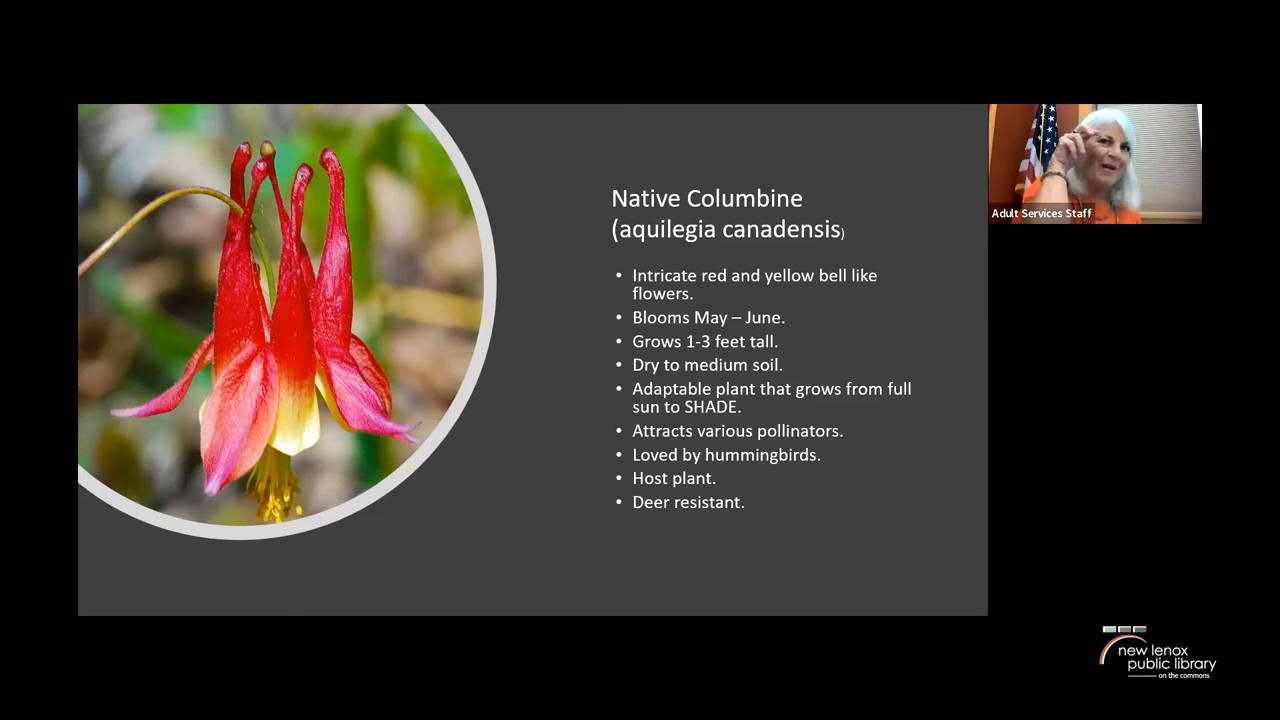 Native Columbine
(aquilegia canadensis)
• Intricate red and yellow bell like
flowers.
• Blooms May – June.
• Grows 1-3 feet tall.
• Dry to medium soil.
• Adaptable plant that grows from full
sun to SHADE.
• Attracts various pollinators.
• Loved by hummingbirds.
• Host plant.
• Deer resistant.
Adult Services Staff
new lenox
public library
on the commons